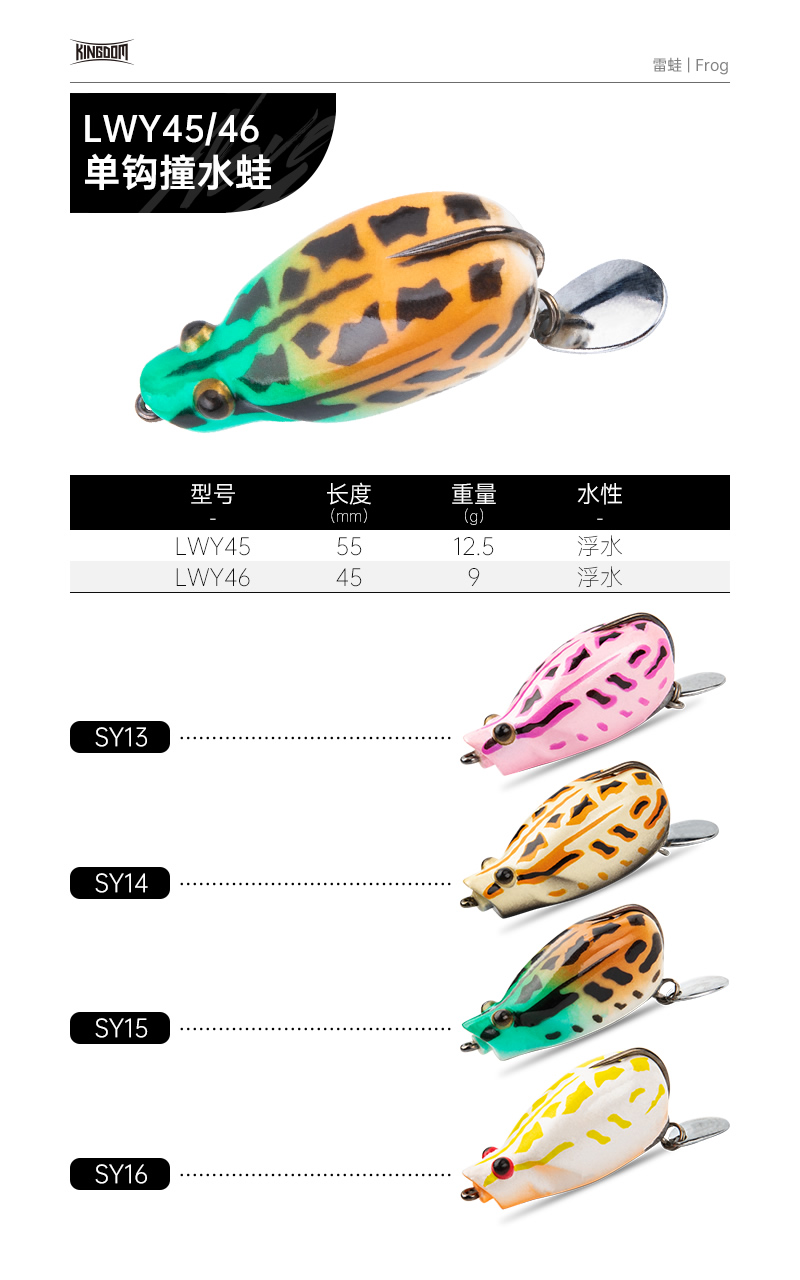 KINGDOM
雷蛙 | Frog
LWY45/46
单钩撞水蛙
型号 长度 重量 水性
- (mm) (g) -
LWY45 55 12.5 浮水
LWY46 45 9 浮水
SY13
SY14
SY15
SY16